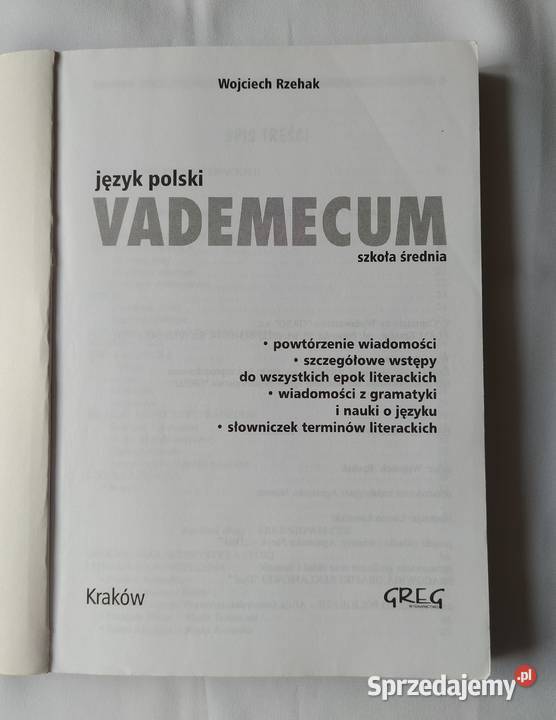 Wojciech Rzehak
język polski
VADEMECUM
szkoła średnia
• powtórzenie wiadomości
• szczegółowe wstępy
do wszystkich epok literackich
• wiadomości z gramatyki
i nauki o języku
• słowniczek terminów literackich
Kraków
GREG
WYDAWNICTWO
Sprzedajemy.pl